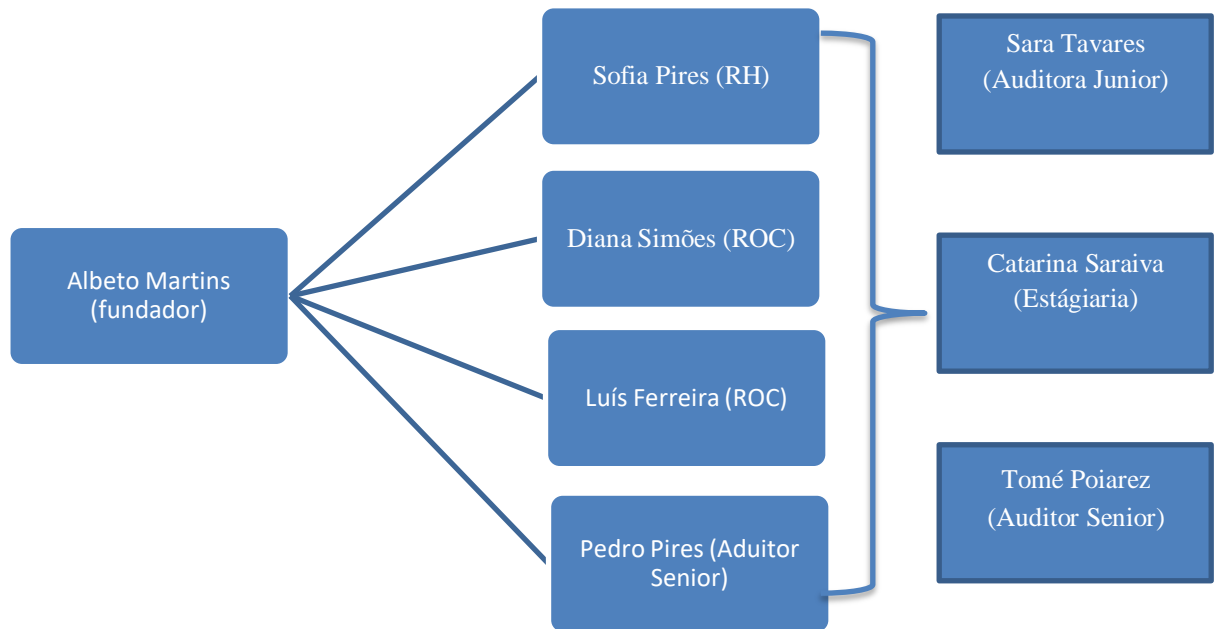 Albeto Martins
(fundador)
Sofia Pires (RH)
Diana Simões (ROC)
Luís Ferreira (ROC)
Pedro Pires (Aduitor
Senior)
Sara Tavares
(Auditora Junior)
Catarina Saraiva
(Estágiaria)
Tomé Poiarez
(Auditor Senior)